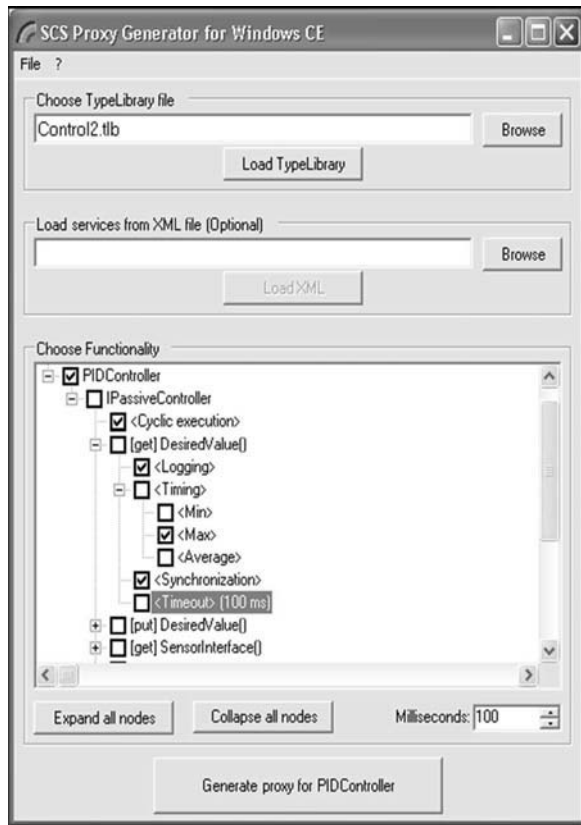 SCS Proxy Generator for Windows CE
File ?
Choose TypeLibrary file
Control2.tlb
Browse
Load TypeLibrary
Load services from XML file (Optional)
Browse
Load XML
Choose Functionality
PIDController
IPassiveController
<Cyclic execution>
[get] DesiredValue()
<Logging>
<Timing>
<Min>
<Max>
<Average>
<Synchronization>
<Timeout> (100 ms)
[put] DesiredValue()
[get] SensorInterface()
Expand all nodes
Collapse all nodes
Milliseconds: 100
Generate proxy for PIDController